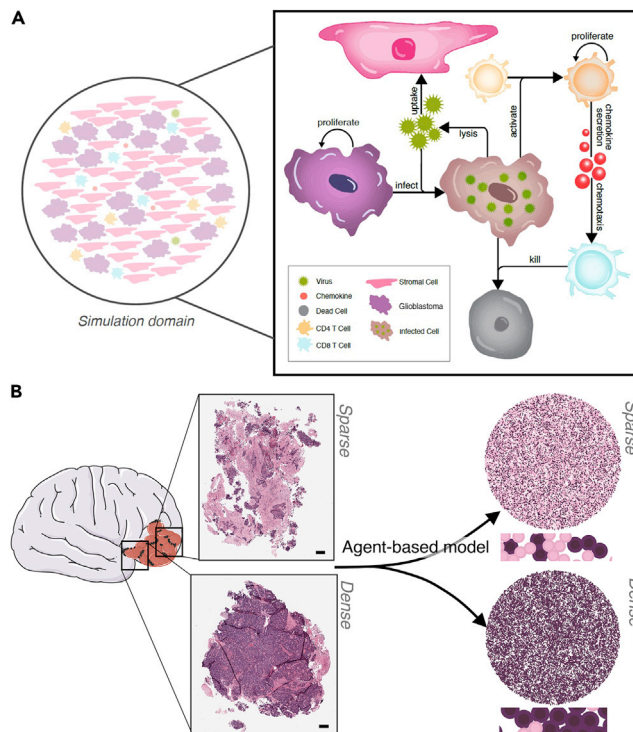 A
proliferate
uptake
activate
chemokine
secretion
lysis
proliferate
infect
chemotaxis
kill
Virus
Chemokine
Dead Cell
CD4 T Cell
CD8 T Cell
Stromal Cell
Glioblastoma
Infected Cell
Simulation domain
B
Sparse
Sparse
Agent-based model
Dense
Dense